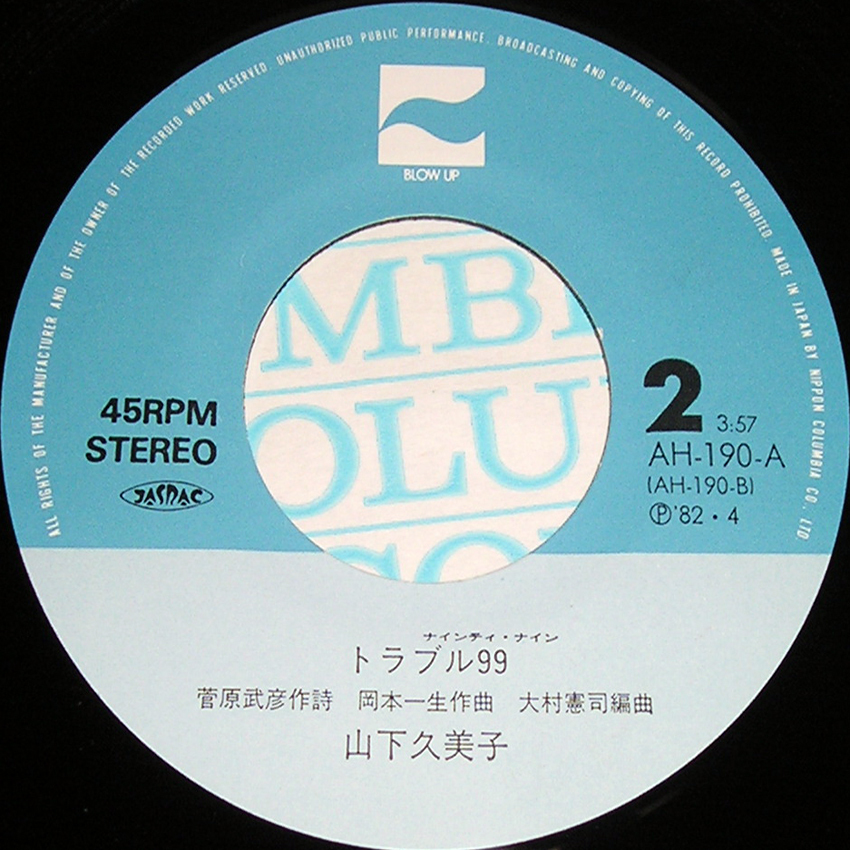 ALL RIGHTS OF THE MANUFACTURER AND OF THE OWNER OF THE RECORDED WORK RESERVED. UNAUTHORIZED PUBLIC PERFORMANCE. BROADCASTING AND COPYING OF THIS RECORD PROHIBITED. MADE IN JAPAN BY NIPPON COLUMBIA CO., LTD
BLOW UP
MB
OLU
45RPM
STEREO
JASRAC
2 3:57
AH-190-A
(AH-190-B)
Ⓟ'82・4
ナインティ・ナイン
トラブル99
菅原武彦作詩 岡本一生作曲 大村憲司編曲
山下久美子